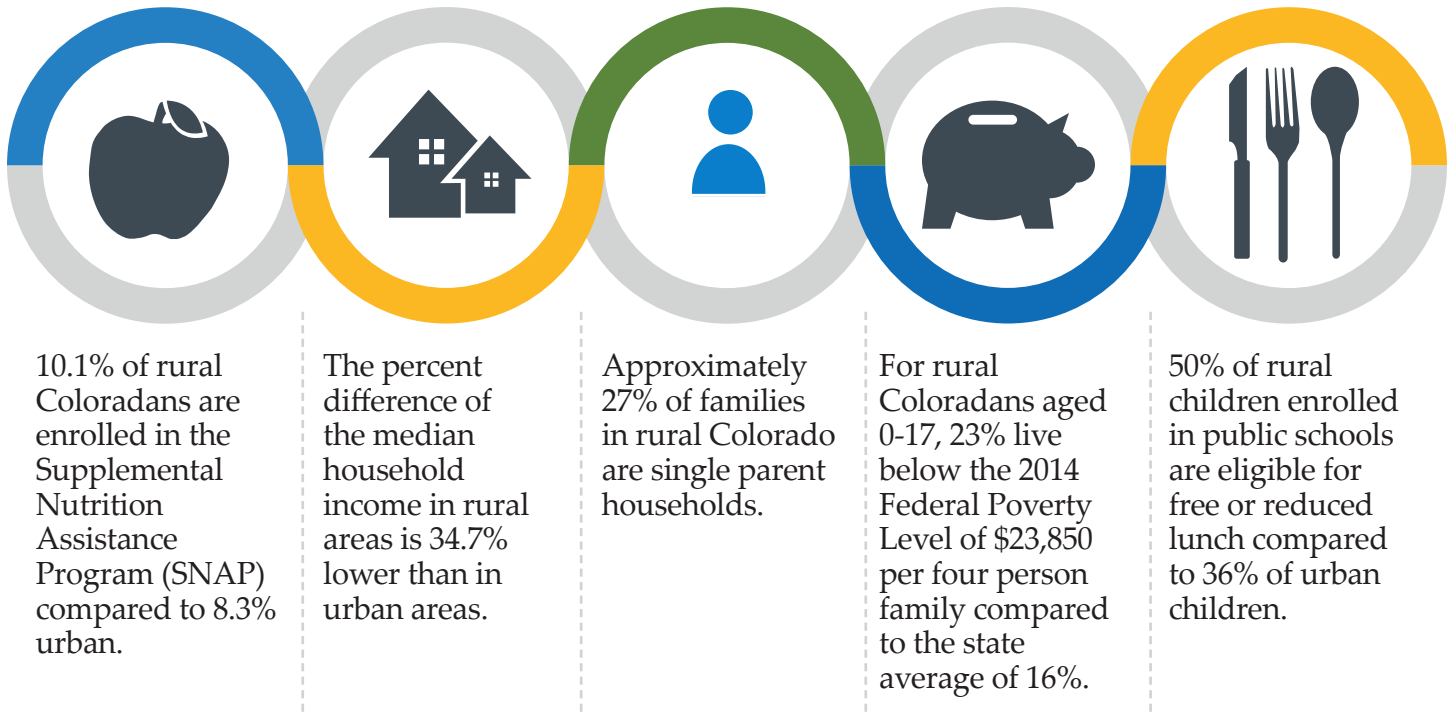 10.1% of rural
Coloradans are
enrolled in the
Supplemental
Nutrition
Assistance
Program (SNAP)
compared to 8.3%
urban.
The percent
difference of
the median
household
income in rural
areas is 34.7%
lower than in
urban areas.
Approximately
27% of families
in rural Colorado
are single parent
households.
For rural
Coloradans aged
0-17, 23% live
below the 2014
Federal Poverty
Level of $23,850
per four person
family compared
to the state
average of 16%.
50% of rural
children enrolled
in public schools
are eligible for
free or reduced
lunch compared
to 36% of urban
children.